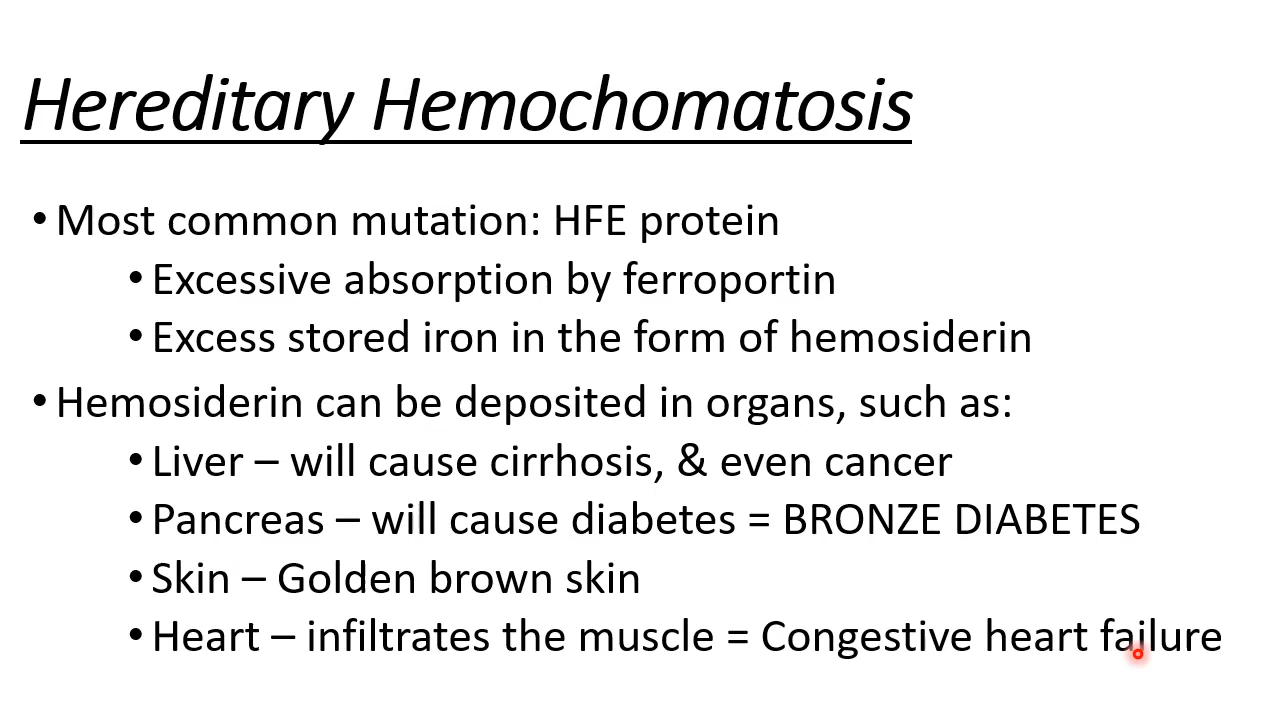 Hereditary Hemochomatosis
• Most common mutation: HFE protein
• Excessive absorption by ferroportin
• Excess stored iron in the form of hemosiderin
• Hemosiderin can be deposited in organs, such as:
• Liver – will cause cirrhosis, & even cancer
• Pancreas – will cause diabetes = BRONZE DIABETES
• Skin – Golden brown skin
• Heart – infiltrates the muscle = Congestive heart failure